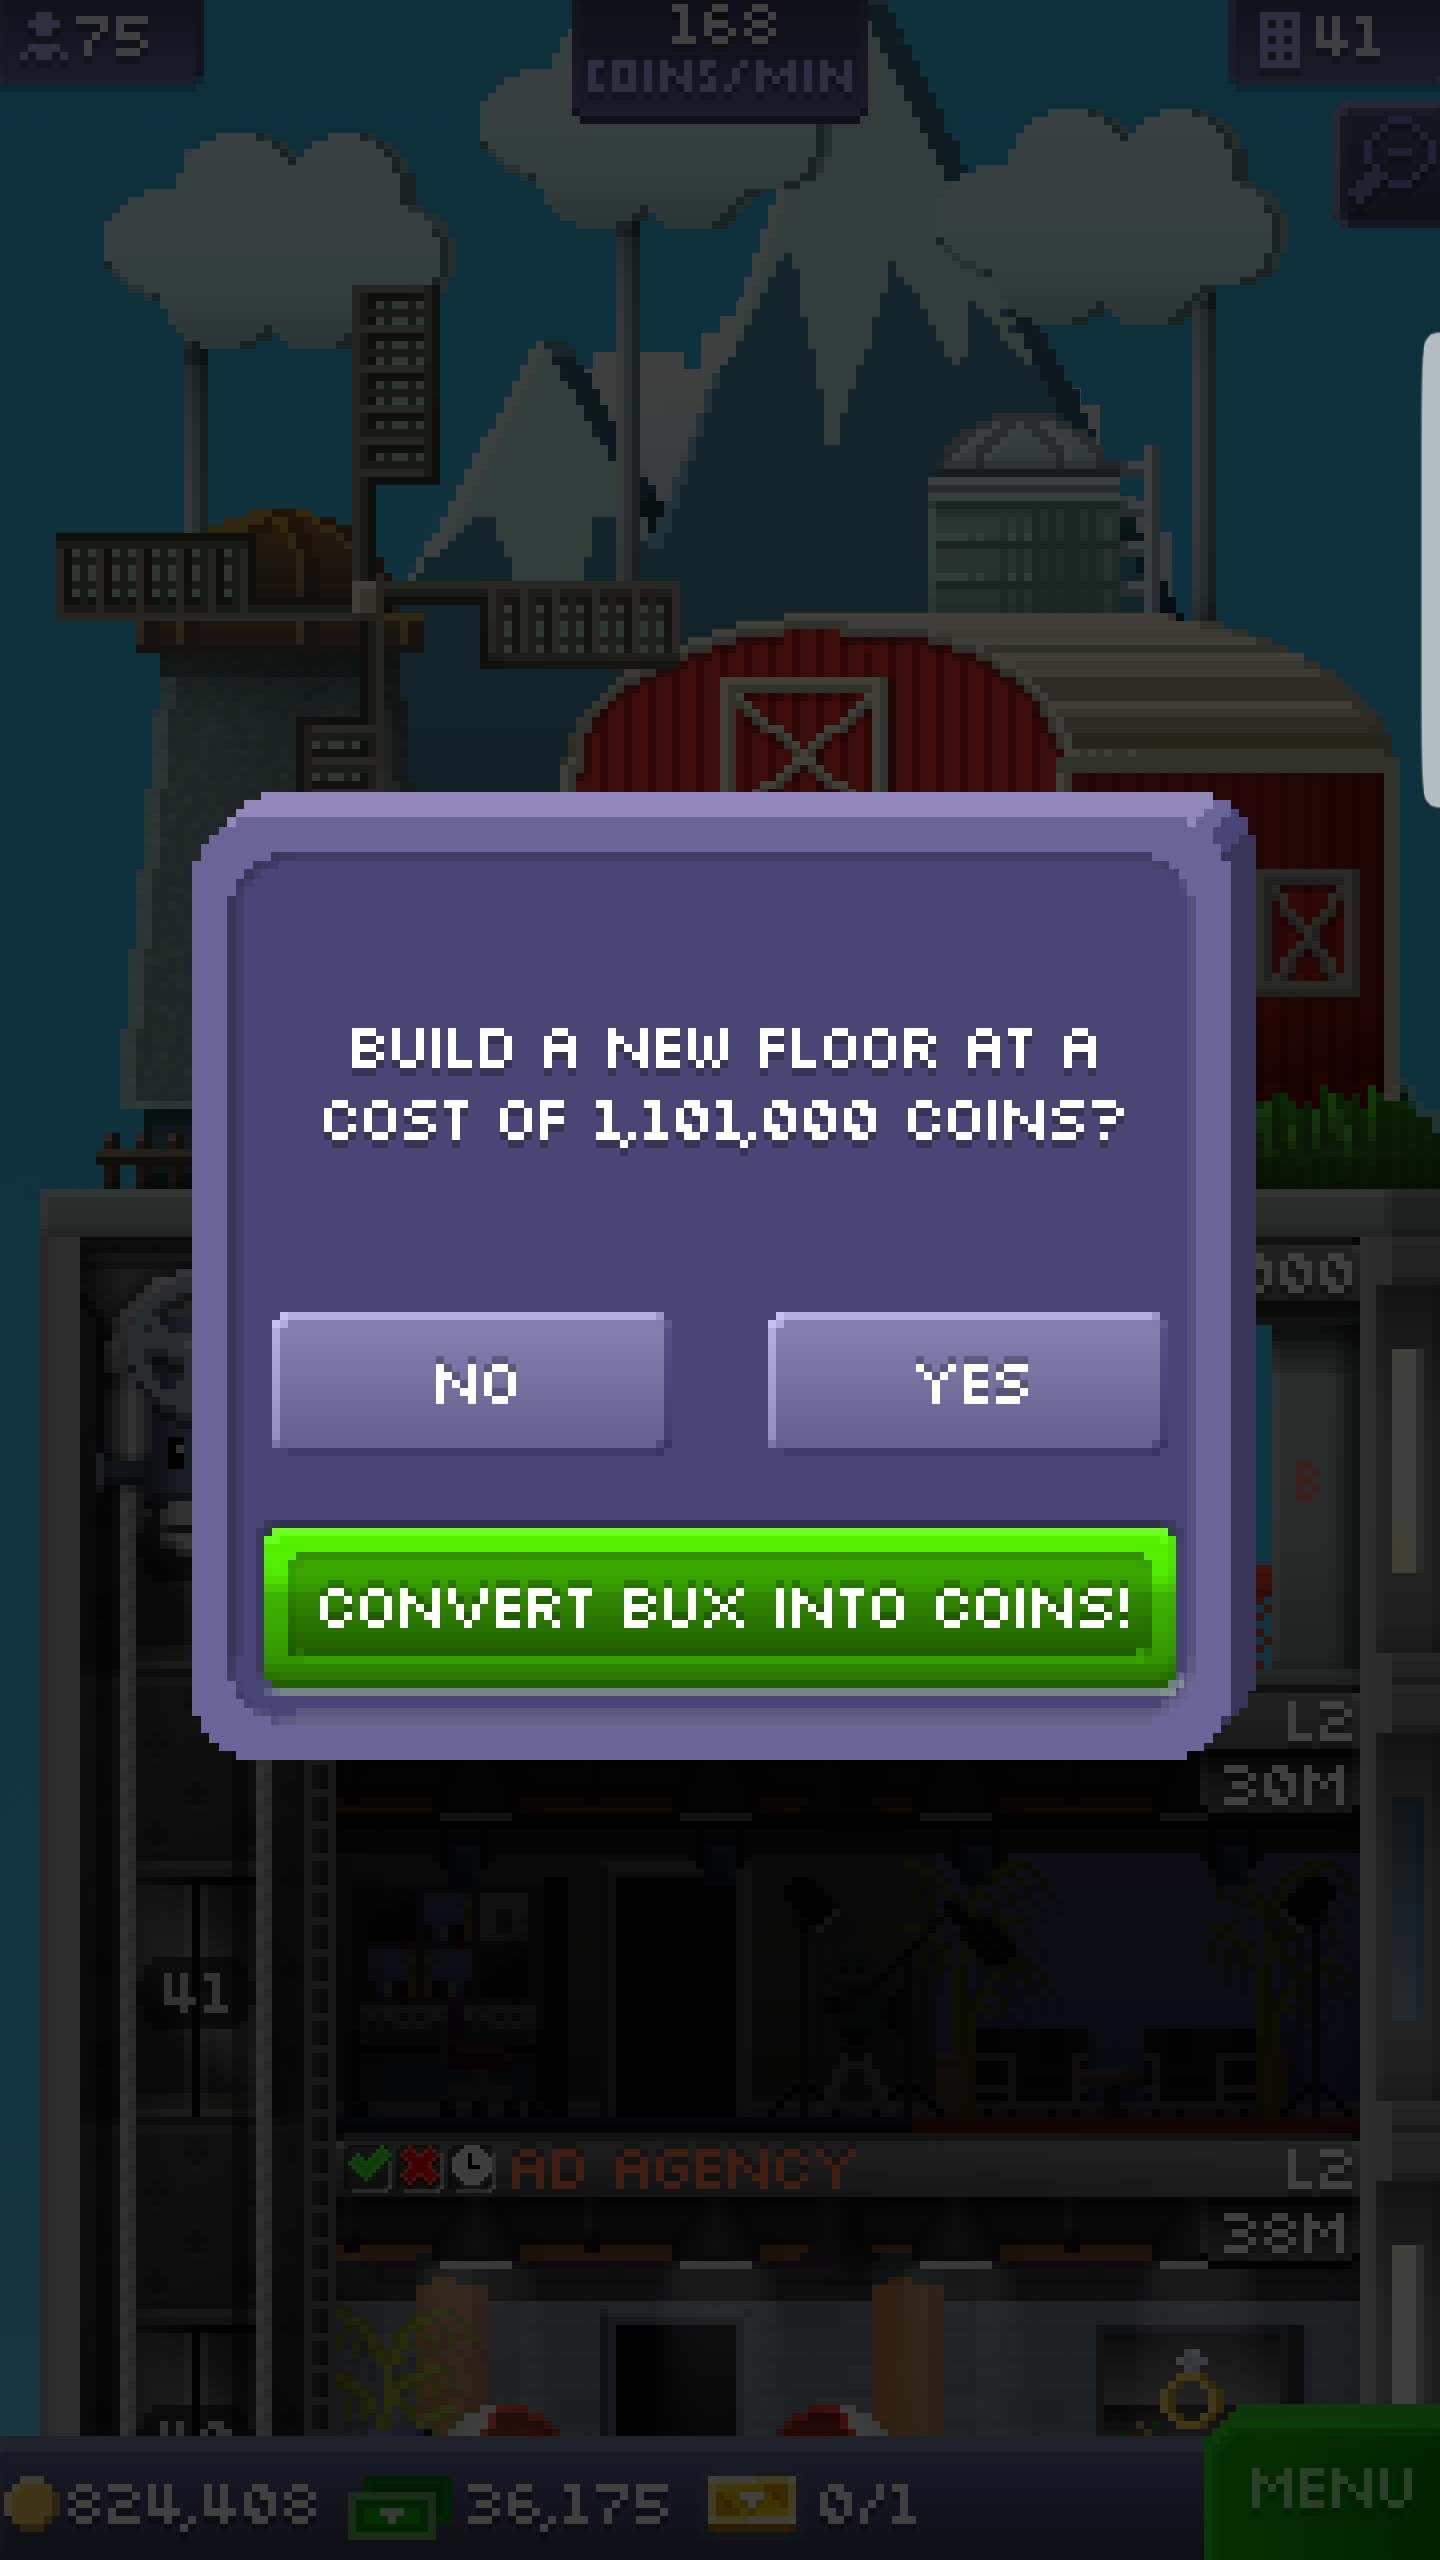 75
168
COINS/MIN
41
BUILD A NEW FLOOR AT A
COST OF 1,101,000 COINS?
NO
YES
CONVERT BUX INTO COINS!
B
L2
30M
41
AD AGENCY
L2
38M
824,408
36,175
0/1
MENU